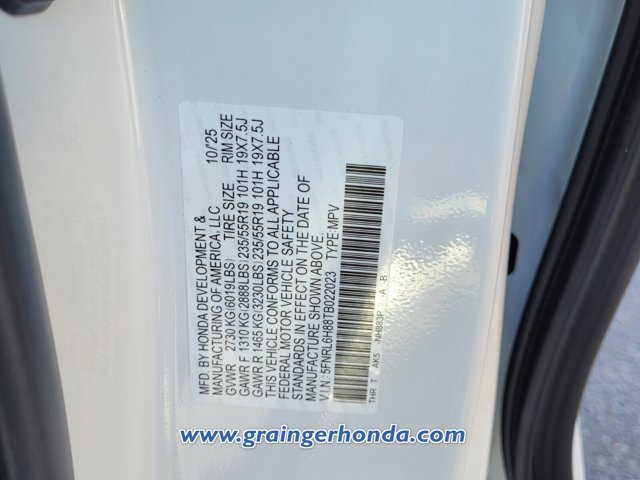 MFD. BY HONDA DEVELOPMENT &
MANUFACTURING OF AMERICA, LLC 10/'25
GVWR 2730 KG (6019LBS) TIRE SIZE RIM SIZE
GAWR F 1310 KG (2888LBS) 235/55R19 101H 19X7.5J
GAWR R 1465 KG (3230LBS) 235/55R19 101H 19X7.5J
THIS VEHICLE CONFORMS TO ALL APPLICABLE
FEDERAL MOTOR VEHICLE SAFETY
STANDARDS IN EFFECT ON THE DATE OF
MANUFACTURE SHOWN ABOVE.
V.I.N. 5FNRL6H88TB022023 TYPE:MPV
THR T AK5 -NH883P A -B
www.graingerhonda.com